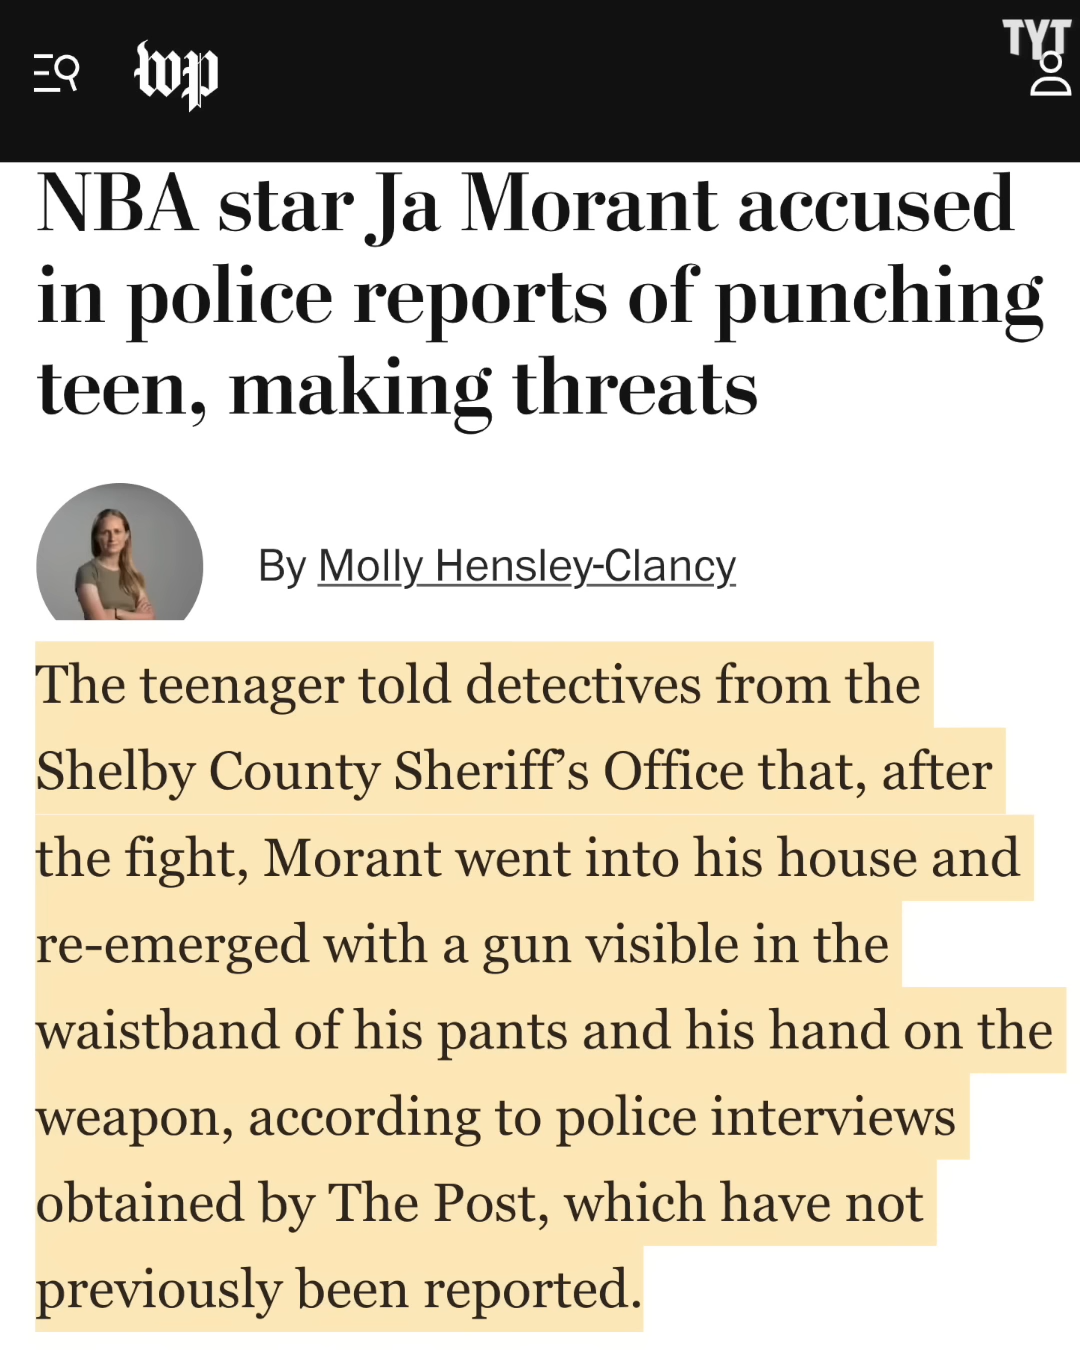 wp
TYT
NBA star Ja Morant accused
in police reports of punching
teen, making threats
By Molly Hensley-Clancy
The teenager told detectives from the
Shelby County Sheriff’s Office that, after
the fight, Morant went into his house and
re-emerged with a gun visible in the
waistband of his pants and his hand on the
weapon, according to police interviews
obtained by The Post, which have not
previously been reported.